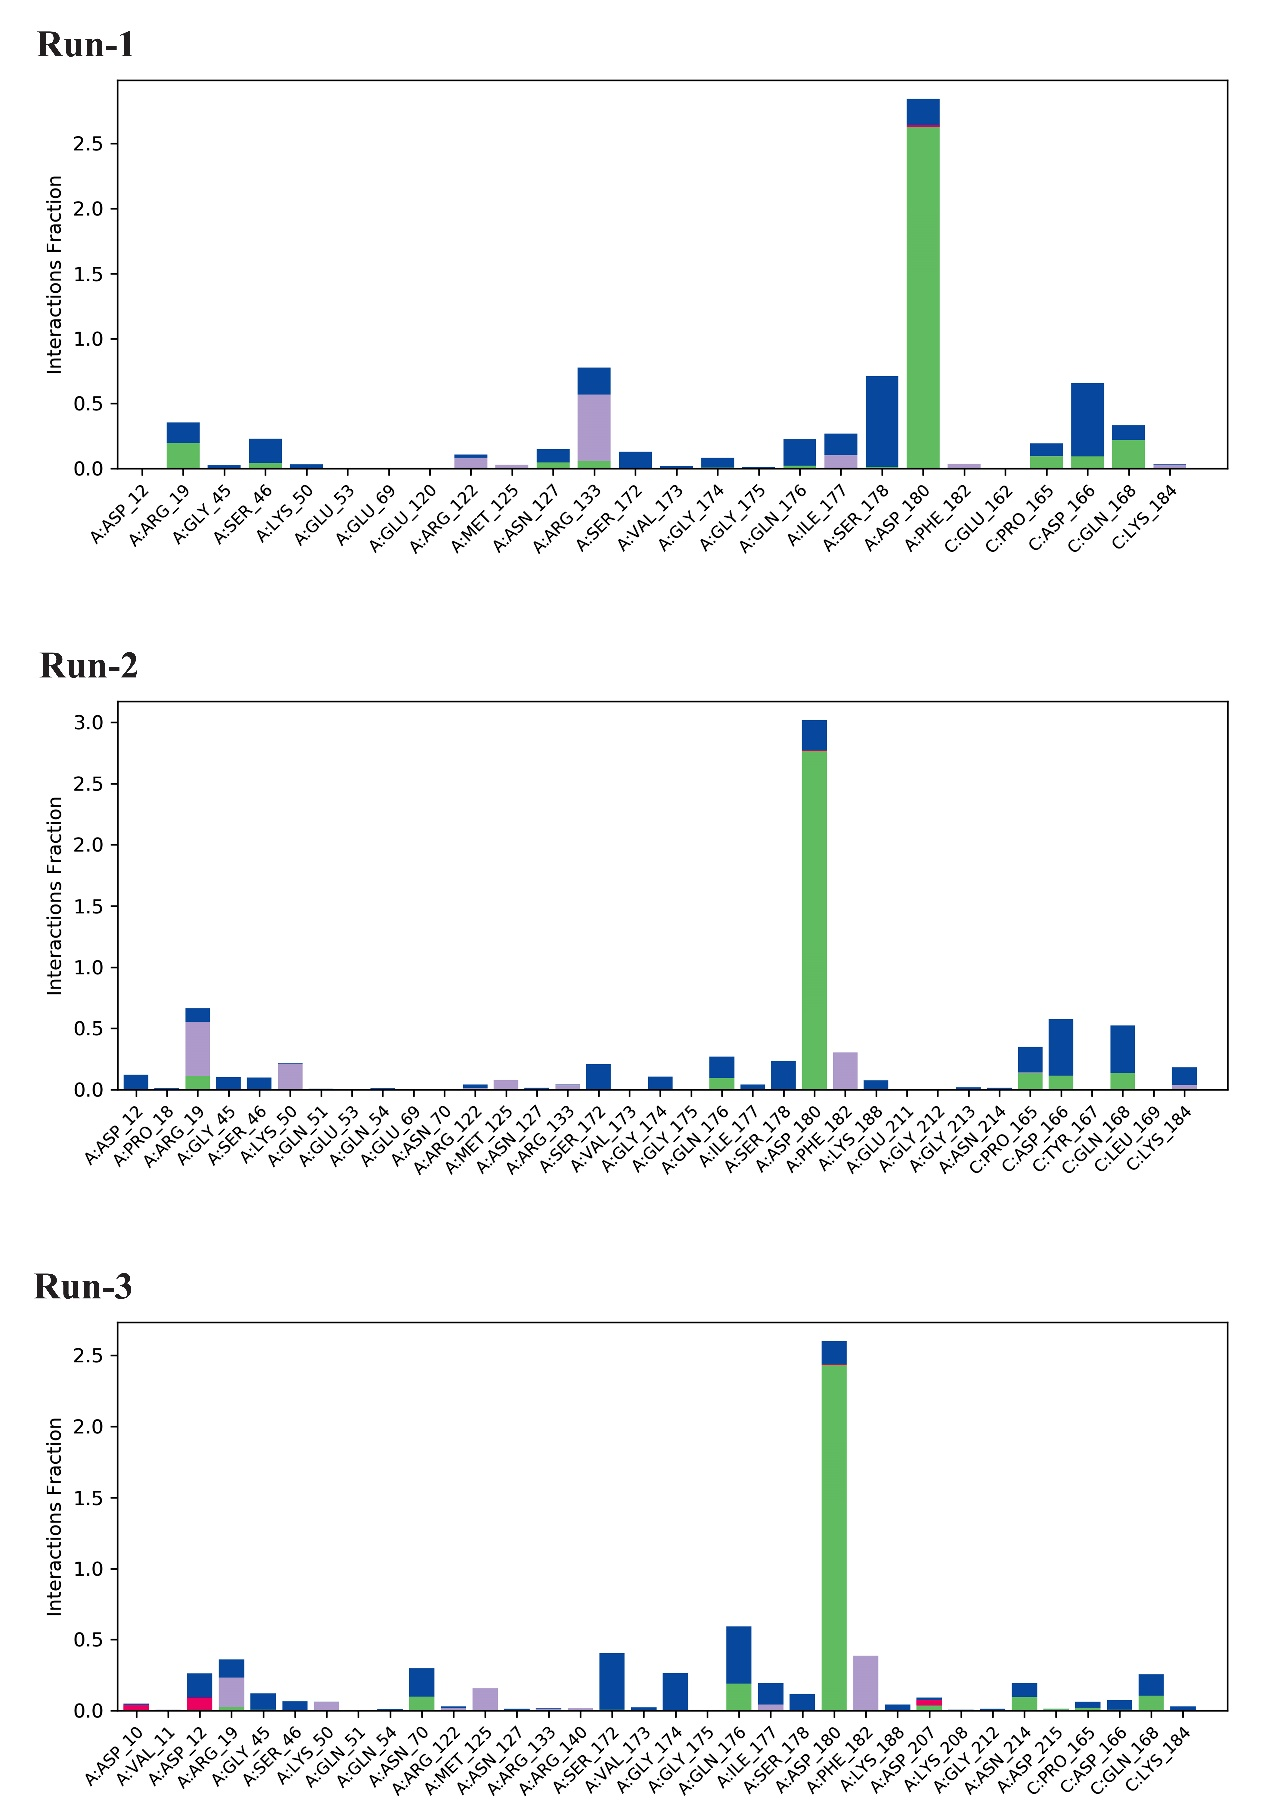 Run-1
Interactions Fraction
2.5
2.0
1.5
1.0
0.5
0.0
A:ASP_12
A:ARG_19
A:GLY_45
A:SER_46
A:LYS_50
A:GLU_53
A:GLU_69
A:GLU_120
A:ARG_122
A:MET_125
A:ASN_127
A:ARG_133
A:SER_172
A:VAL_173
A:GLY_174
A:GLY_175
A:GLN_176
A:ILE_177
A:SER_178
A:ASP_180
A:PHE_182
C:GLU_162
C:PRO_165
C:ASP_166
C:GLN_168
C:LYS_184
Run-2
Interactions Fraction
3.0
2.5
2.0
1.5
1.0
0.5
0.0
A:ASP_12
A:PRO_18
A:ARG_19
A:GLY_45
A:SER_46
A:LYS_50
A:GLN_51
A:GLU_53
A:GLN_54
A:GLU_69
A:ASN_70
A:ARG_122
A:MET_125
A:ASN_127
A:ARG_133
A:SER_172
A:VAL_173
A:GLY_174
A:GLY_175
A:GLN_176
A:ILE_177
A:SER_178
A:ASP_180
A:PHE_182
A:LYS_188
A:GLU_211
A:GLY_212
A:GLY_213
A:ASN_214
C:PRO_165
C:ASP_166
C:TYR_167
C:GLN_168
C:LEU_169
C:LYS_184
Run-3
Interactions Fraction
2.5
2.0
1.5
1.0
0.5
0.0
A:ASP_10
A:VAL_11
A:ASP_12
A:ARG_19
A:GLY_45
A:SER_46
A:LYS_50
A:GLN_51
A:GLN_54
A:ASN_70
A:ARG_122
A:MET_125
A:ASN_127
A:ARG_133
A:ARG_140
A:SER_172
A:VAL_173
A:GLY_174
A:GLY_175
A:GLN_176
A:ILE_177
A:SER_178
A:ASP_180
A:PHE_182
A:LYS_188
A:ASP_207
A:LYS_208
A:GLY_212
A:ASN_214
A:ASP_215
C:PRO_165
C:ASP_166
C:GLN_168
C:LYS_184